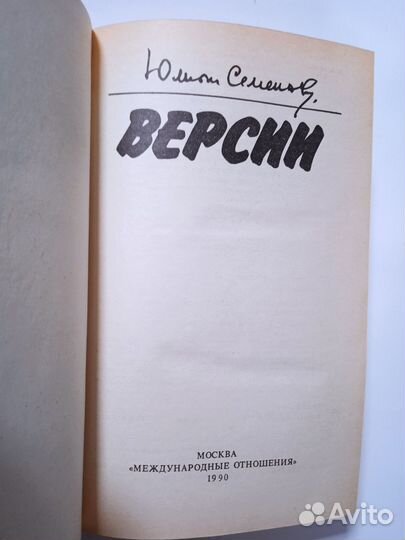 Юлиан Семенов.
ВЕРСИИ
МОСКВА
«МЕЖДУНАРОДНЫЕ ОТНОШЕНИЯ»
1990
Avito